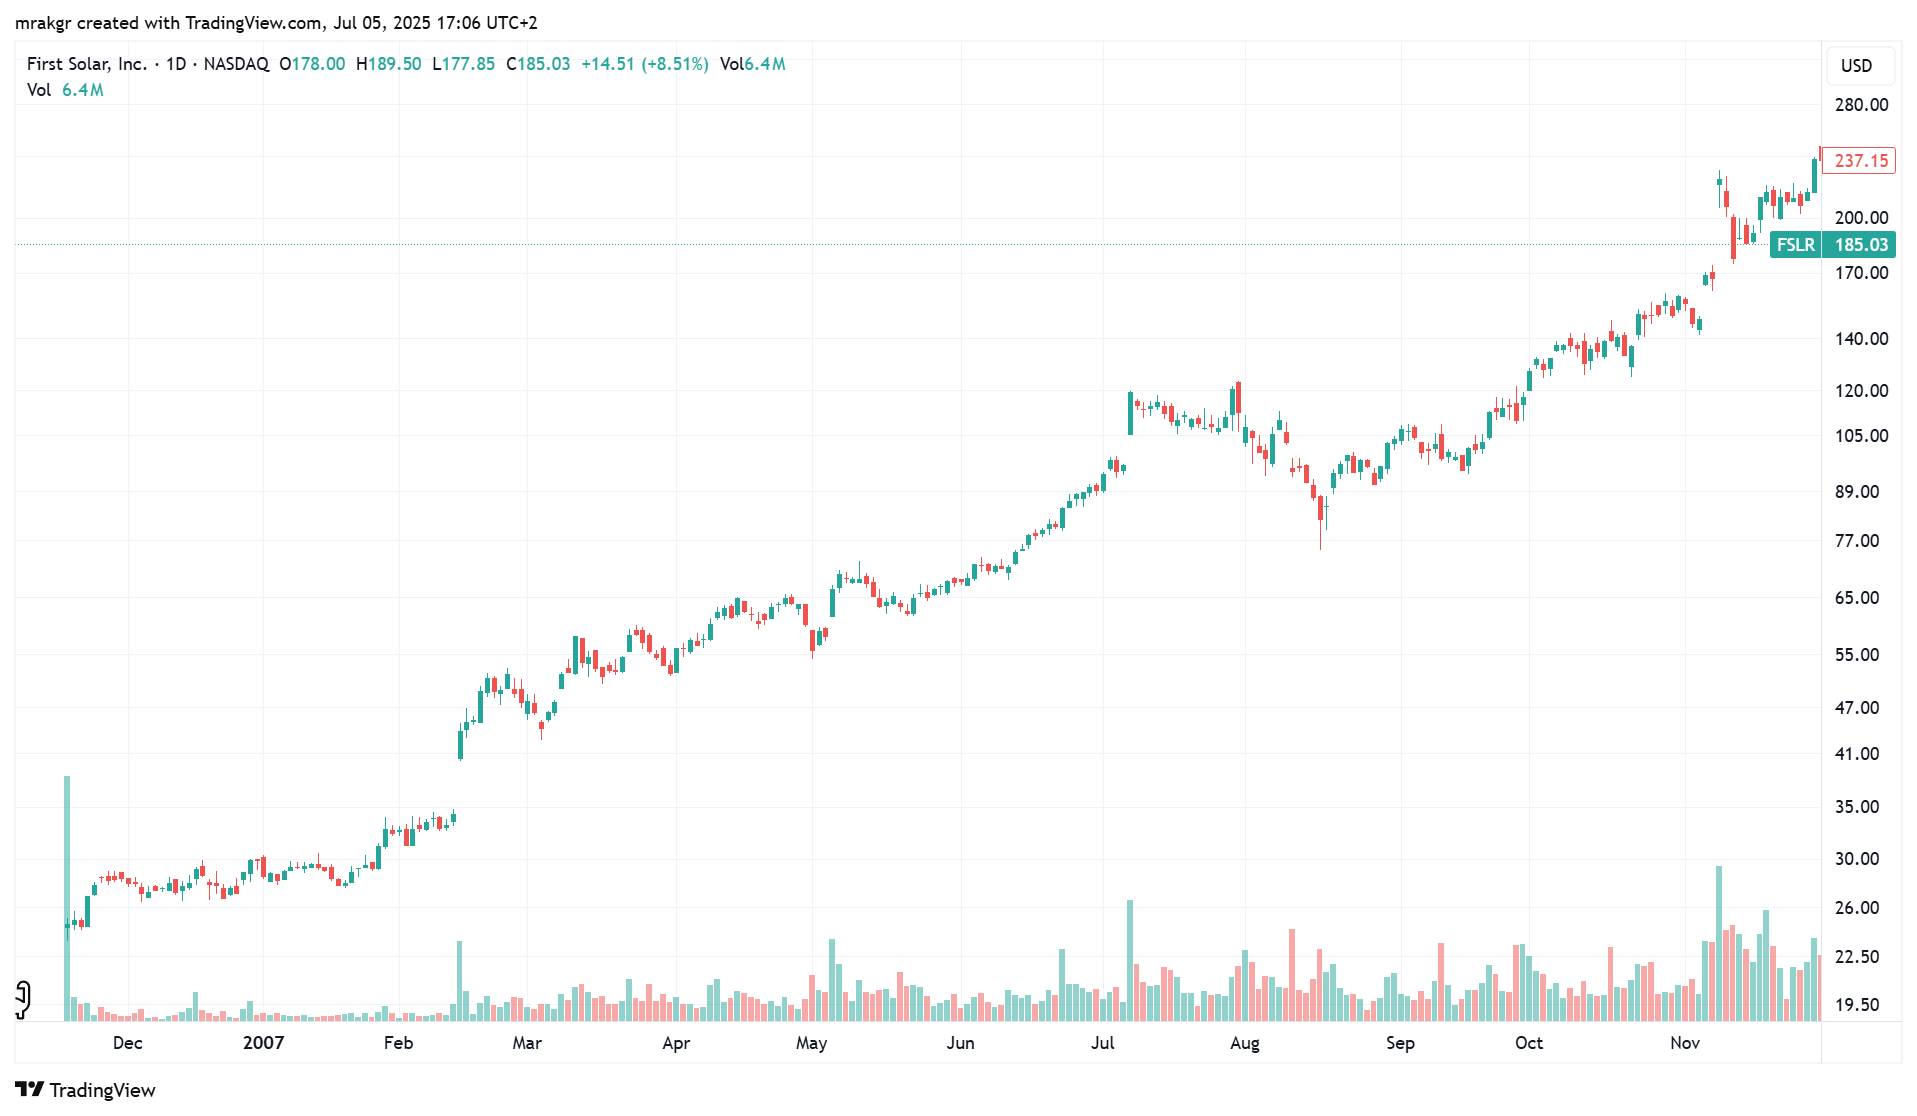 mrakgr created with TradingView.com, Jul 05, 2025 17:06 UTC+2
First Solar, Inc. · 1D · NASDAQ O178.00 H189.50 L177.85 C185.03 +14.51 (+8.51%) Vol6.4M
Vol 6.4M
USD
280.00
237.15
200.00
FSLR 185.03
170.00
140.00
120.00
105.00
89.00
77.00
65.00
55.00
47.00
41.00
35.00
30.00
26.00
22.50
19.50
Dec 2007 Feb Mar Apr May Jun Jul Aug Sep Oct Nov
TradingView